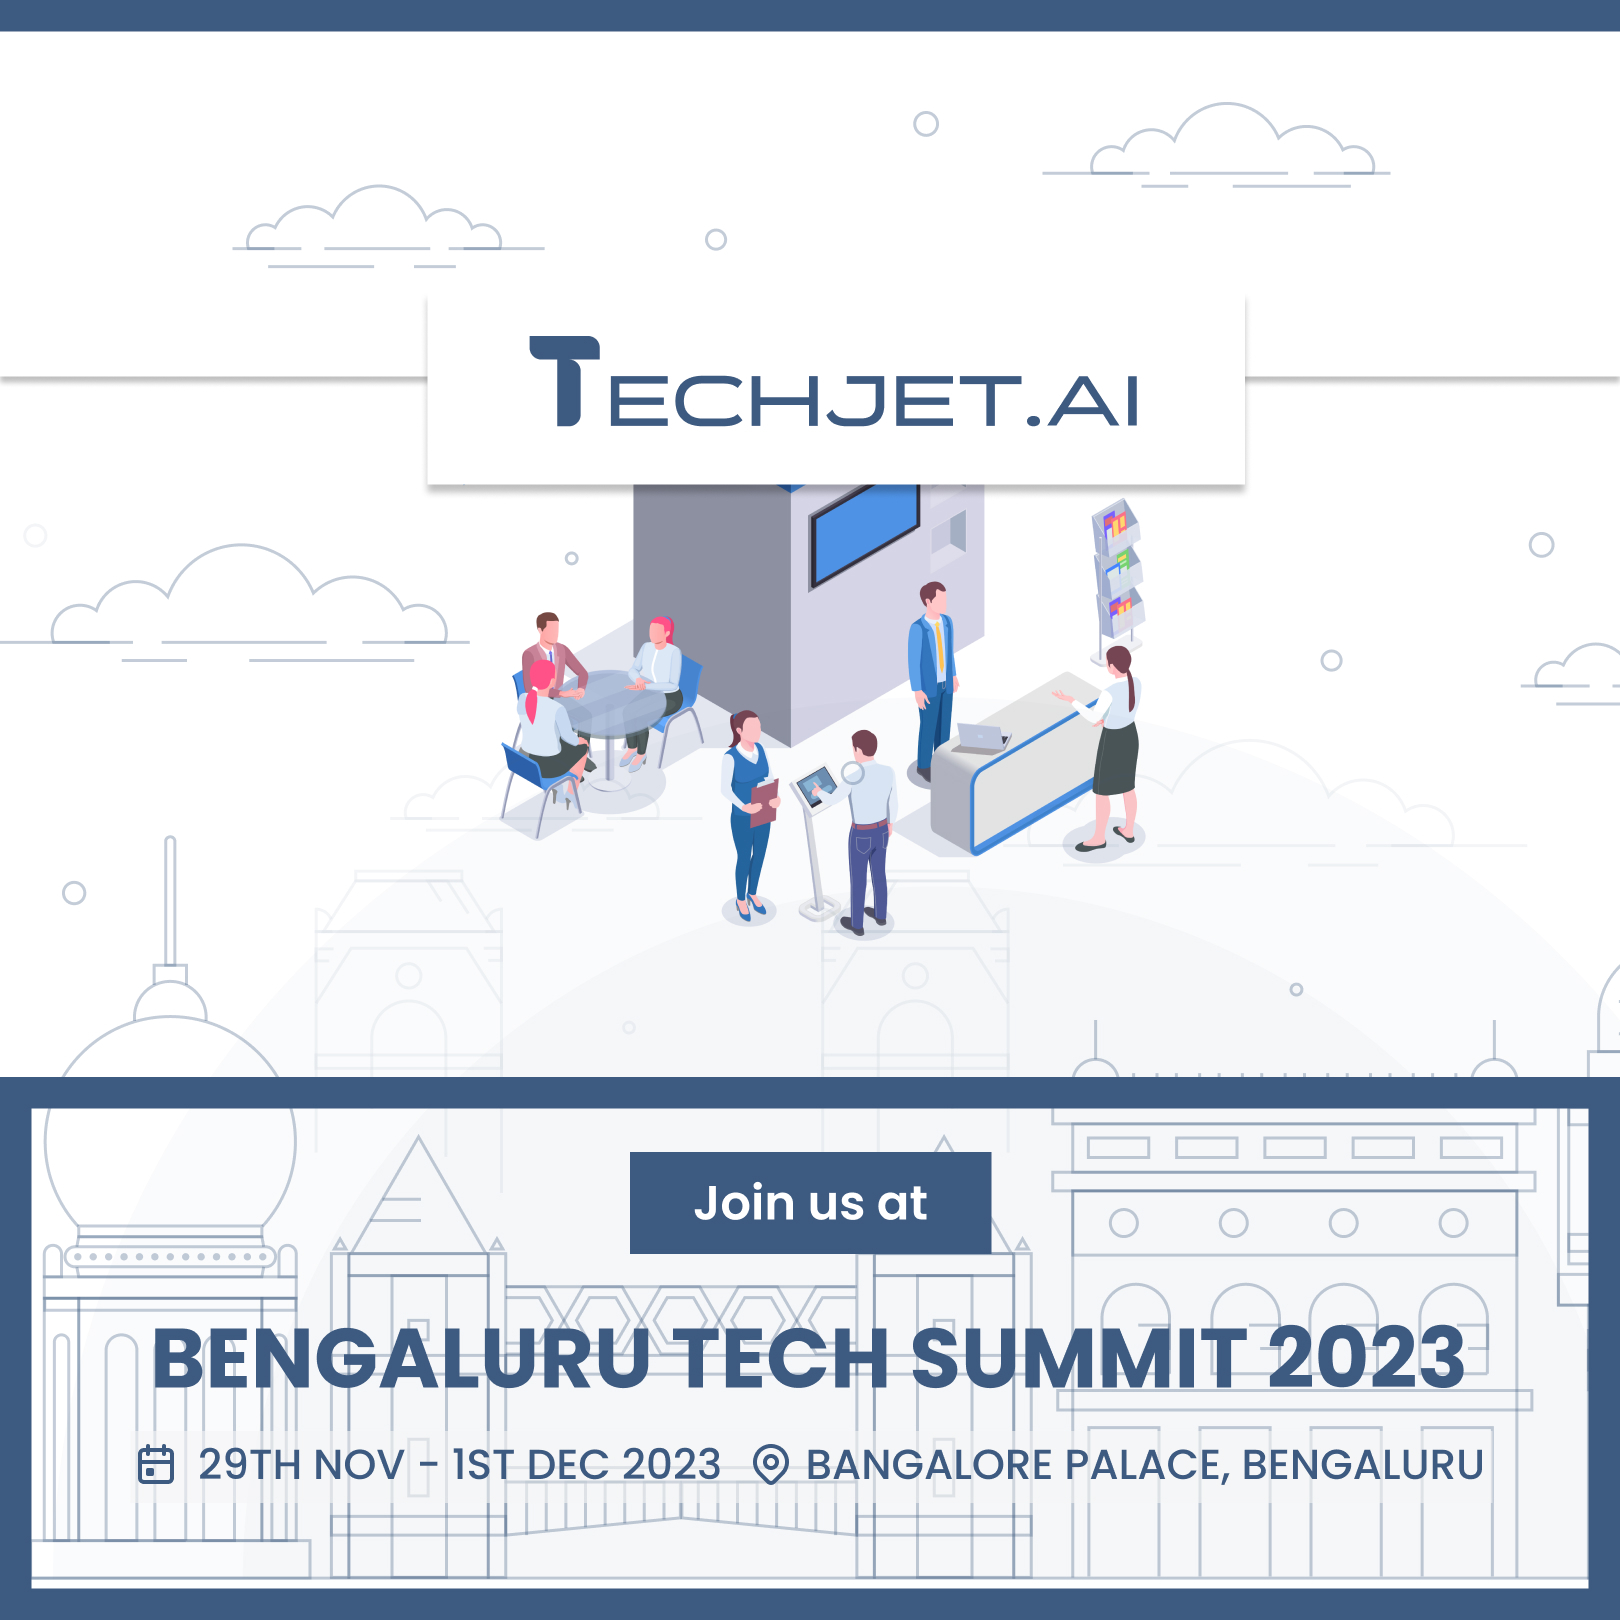 TECHJET.AI
Join us at
BENGALURU TECH SUMMIT 2023
29TH NOV - 1ST DEC 2023 BANGALORE PALACE, BENGALURU